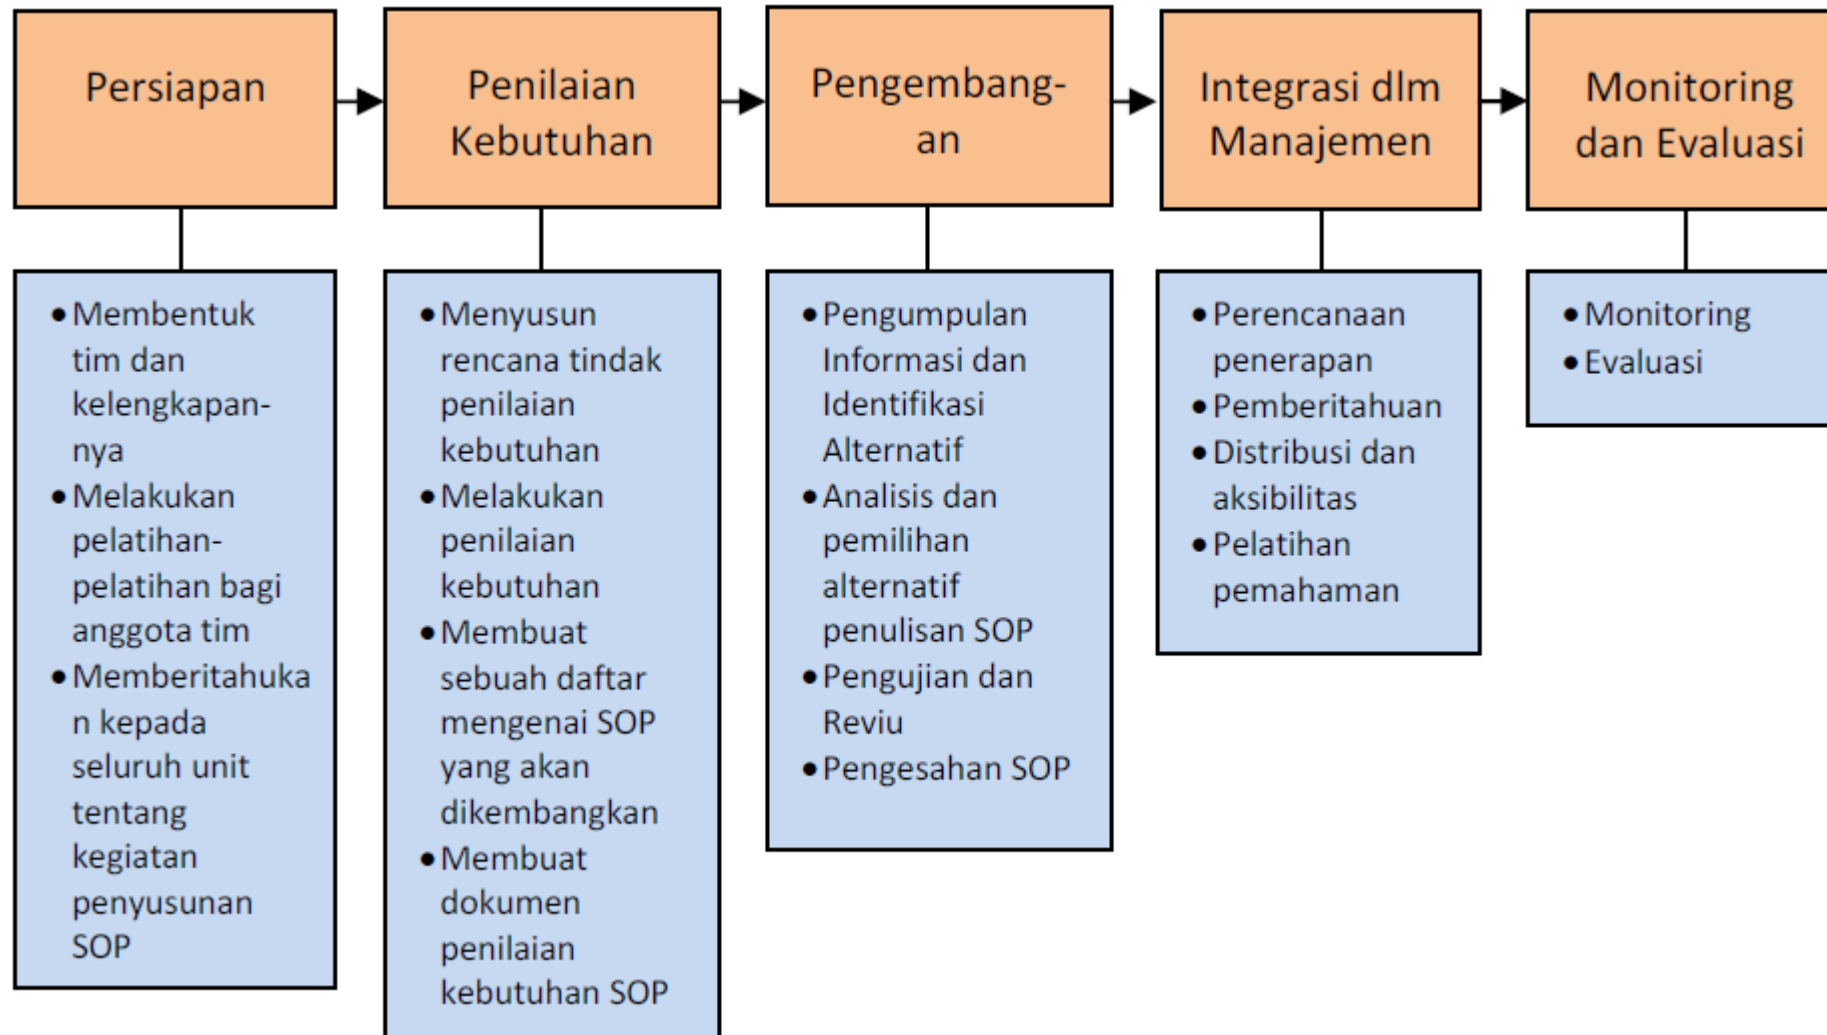 Persiapan
Penilaian
Kebutuhan
Pengembang-
an
Integrasi dlm
Manajemen
Monitoring
dan Evaluasi
•Membentuk
tim dan
kelengkapan-
nya
•Melakukan
pelatihan-
pelatihan bagi
anggota tim
•Memberitahuka
n kepada
seluruh unit
tentang
kegiatan
penyusunan
SOP
•Menyusun
rencana tindak
penilaian
kebutuhan
•Melakukan
penilaian
kebutuhan
•Membuat
sebuah daftar
mengenai SOP
yang akan
dikembangkan
•Membuat
dokumen
penilaian
kebutuhan SOP
•Pengumpulan
Informasi dan
Identifikasi
Alternatif
•Analisis dan
pemilihan
alternatif
penulisan SOP
•Pengujian dan
Reviu
•Pengesahan SOP
•Perencanaan
penerapan
•Pemberitahuan
•Distribusi dan
aksibilitas
•Pelatihan
pemahaman
•Monitoring
•Evaluasi